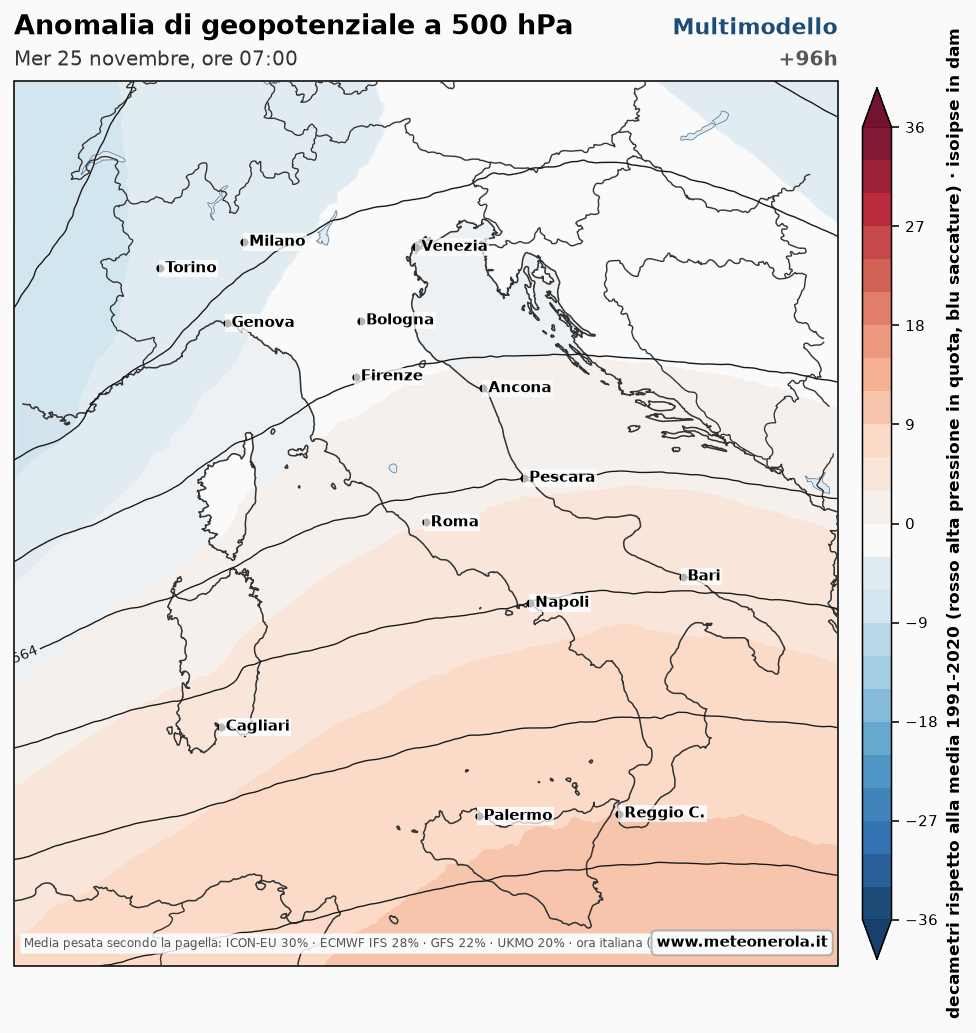 Anomalia di geopotenziale a 500 hPa
Multimodello
Mer 25 novembre, ore 07:00
+96h
Milano
Venezia
Torino
Genova
Bologna
Firenze
Ancona
Pescara
Roma
Bari
Napoli
564
Cagliari
Palermo
Reggio C.
Media pesata secondo la pagella: ICON-EU 30% · ECMWF IFS 28% · GFS 22% · UKMO 20% · ora italiana (
www.meteonerola.it
36
27
18
9
0
−9
−18
−27
−36
decametri rispetto alla media 1991-2020 (rosso alta pressione in quota, blu saccature) · isoipse in dam